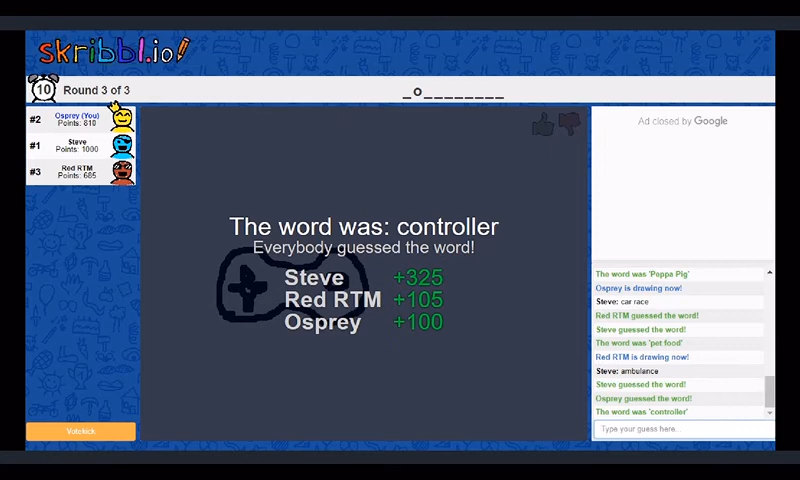 skribbl.io
10
Round 3 of 3
_o________
#2
Osprey (You)
Points: 810
#1
Steve
Points: 1000
#3
Red RTM
Points: 685
Votekick
The word was: controller
Everybody guessed the word!
Steve +325
Red RTM +105
Osprey +100
Ad closed by Google
The word was 'Peppa Pig'
Osprey is drawing now!
Steve: car race
Red RTM guessed the word!
Steve guessed the word!
The word was 'pet food'
Red RTM is drawing now!
Steve: ambulance
Steve guessed the word!
Osprey guessed the word!
The word was 'controller'
Type your guess here...